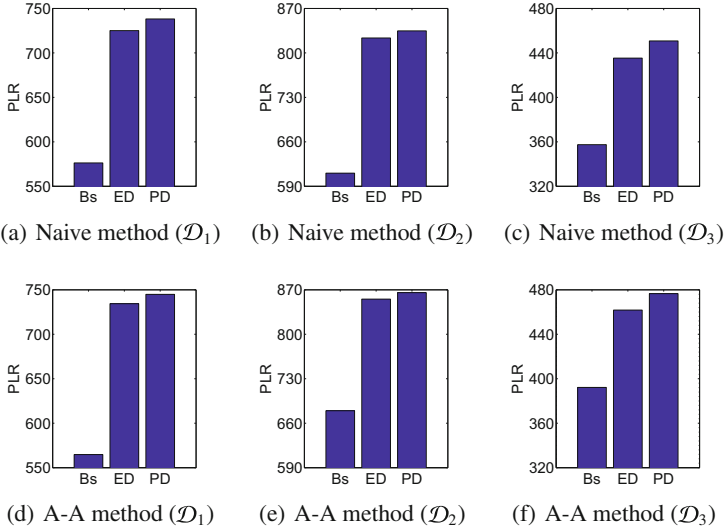 750
700
650
600
550
PLR
Bs ED PD
870
800
730
660
590
PLR
Bs ED PD
480
440
400
360
320
PLR
Bs ED PD
(a) Naive method (𝒟₁)
(b) Naive method (𝒟₂)
(c) Naive method (𝒟₃)
750
700
650
600
550
PLR
Bs ED PD
870
800
730
660
590
PLR
Bs ED PD
480
440
400
360
320
PLR
Bs ED PD
(d) A-A method (𝒟₁)
(e) A-A method (𝒟₂)
(f) A-A method (𝒟₃)